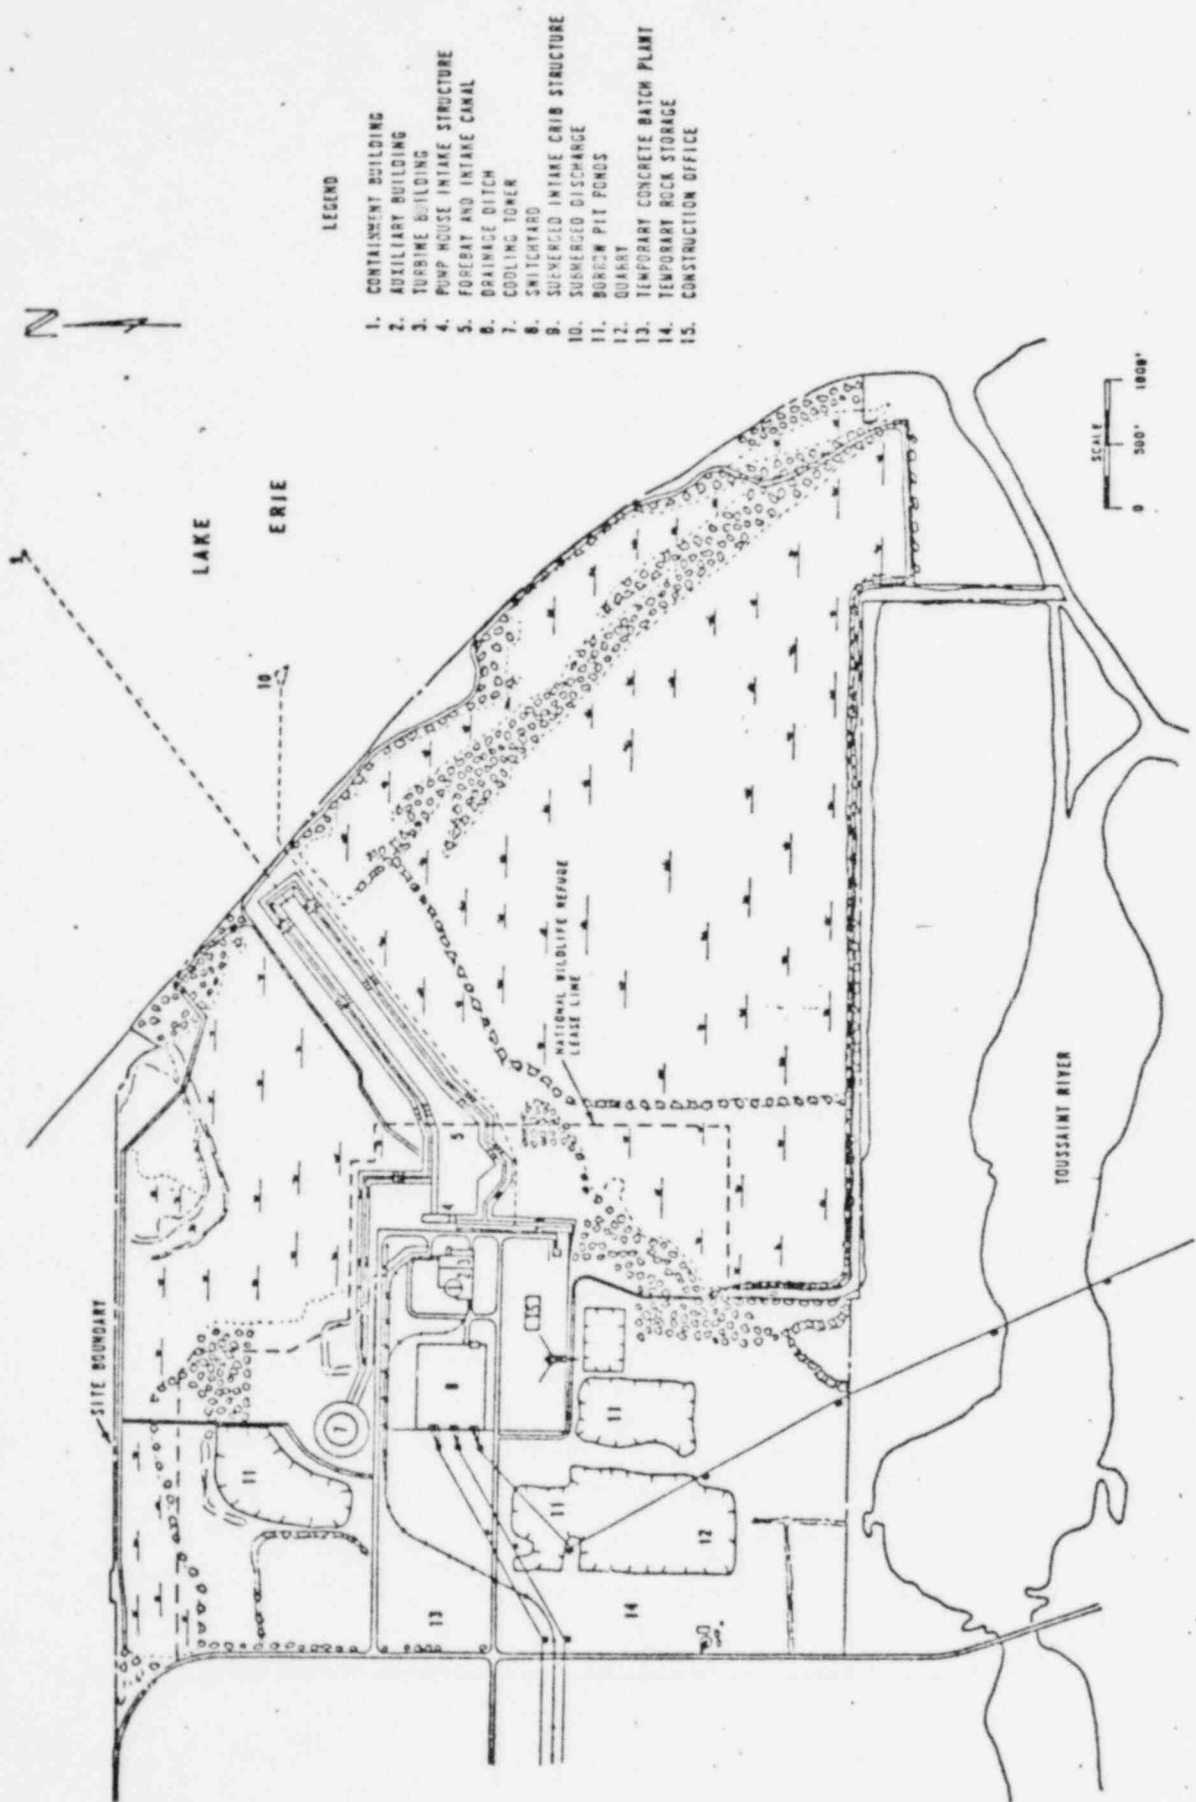 N
LAKE
ERIE
9
10
LEGEND
1. CONTAINMENT BUILDING
2. AUXILIARY BUILDING
3. TURBINE BUILDING
4. PUMP HOUSE INTAKE STRUCTURE
5. FOREBAY AND INTAKE CANAL
6. DRAINAGE DITCH
7. COOLING TOWER
8. SWITCHYARD
9. SUBMERGED INTAKE CRIB STRUCTURE
10. SUBMERGED DISCHARGE
11. BORROW PIT PONDS
12. QUARRY
13. TEMPORARY CONCRETE BATCH PLANT
14. TEMPORARY ROCK STORAGE
15. CONSTRUCTION OFFICE
SITE BOUNDARY
NATIONAL WILDLIFE REFUGE
LEASE LINE
5
4
1
2
3
7
8
15
11
11
11
12
13
14
TOUSSAINT RIVER
SCALE
0 500' 1000'